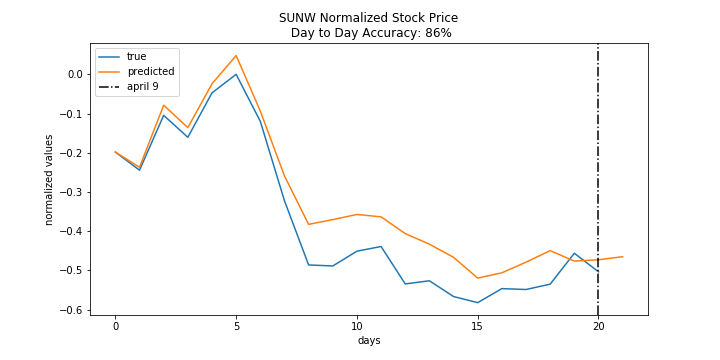 SUNW Normalized Stock Price
Day to Day Accuracy: 86%
true
predicted
april 9
normalized values
0.0
−0.1
−0.2
−0.3
−0.4
−0.5
−0.6
0
5
10
15
20
days